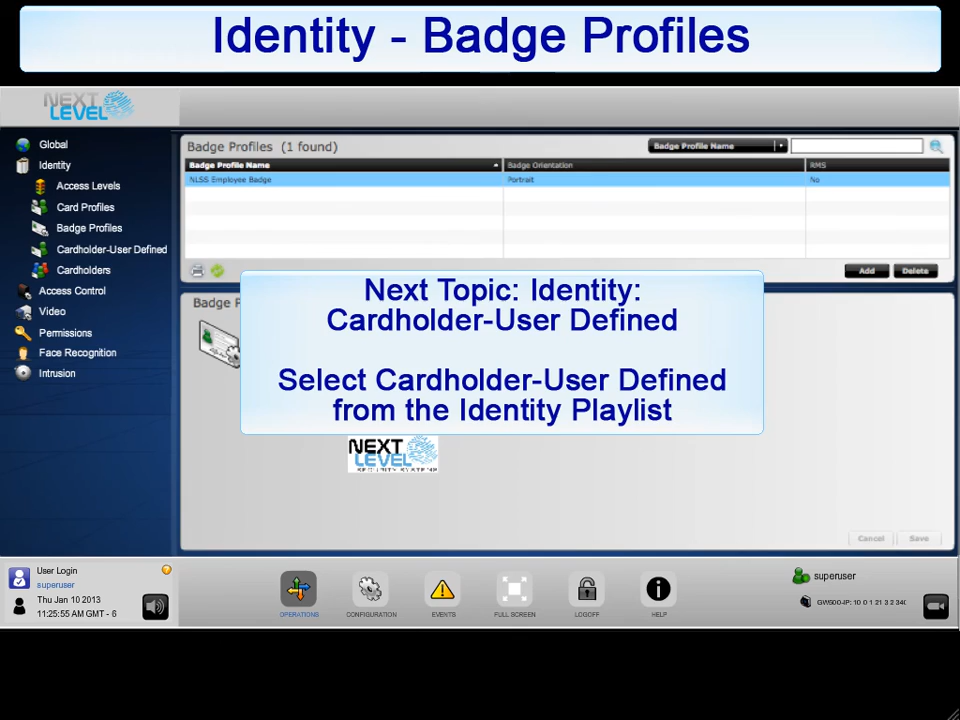 Identity - Badge Profiles
NEXT
LEVEL
Global
Identity
Access Levels
Card Profiles
Badge Profiles
Cardholder-User Defined
Cardholders
Access Control
Video
Permissions
Face Recognition
Intrusion
Badge Profiles (1 found)
Badge Profile Name
Badge Profile Name Badge Orientation RMS
NLSS Employee Badge Portrait No
Add Delete
Badge P
Next Topic: Identity:
Cardholder-User Defined
Select Cardholder-User Defined
from the Identity Playlist
NEXT
LEVEL
SECURITY SYSTEMS
Cancel Save
User Login
superuser
Thu Jan 10 2013
11:25:55 AM GMT - 6
OPERATIONS CONFIGURATION EVENTS FULL SCREEN LOGOFF HELP
superuser